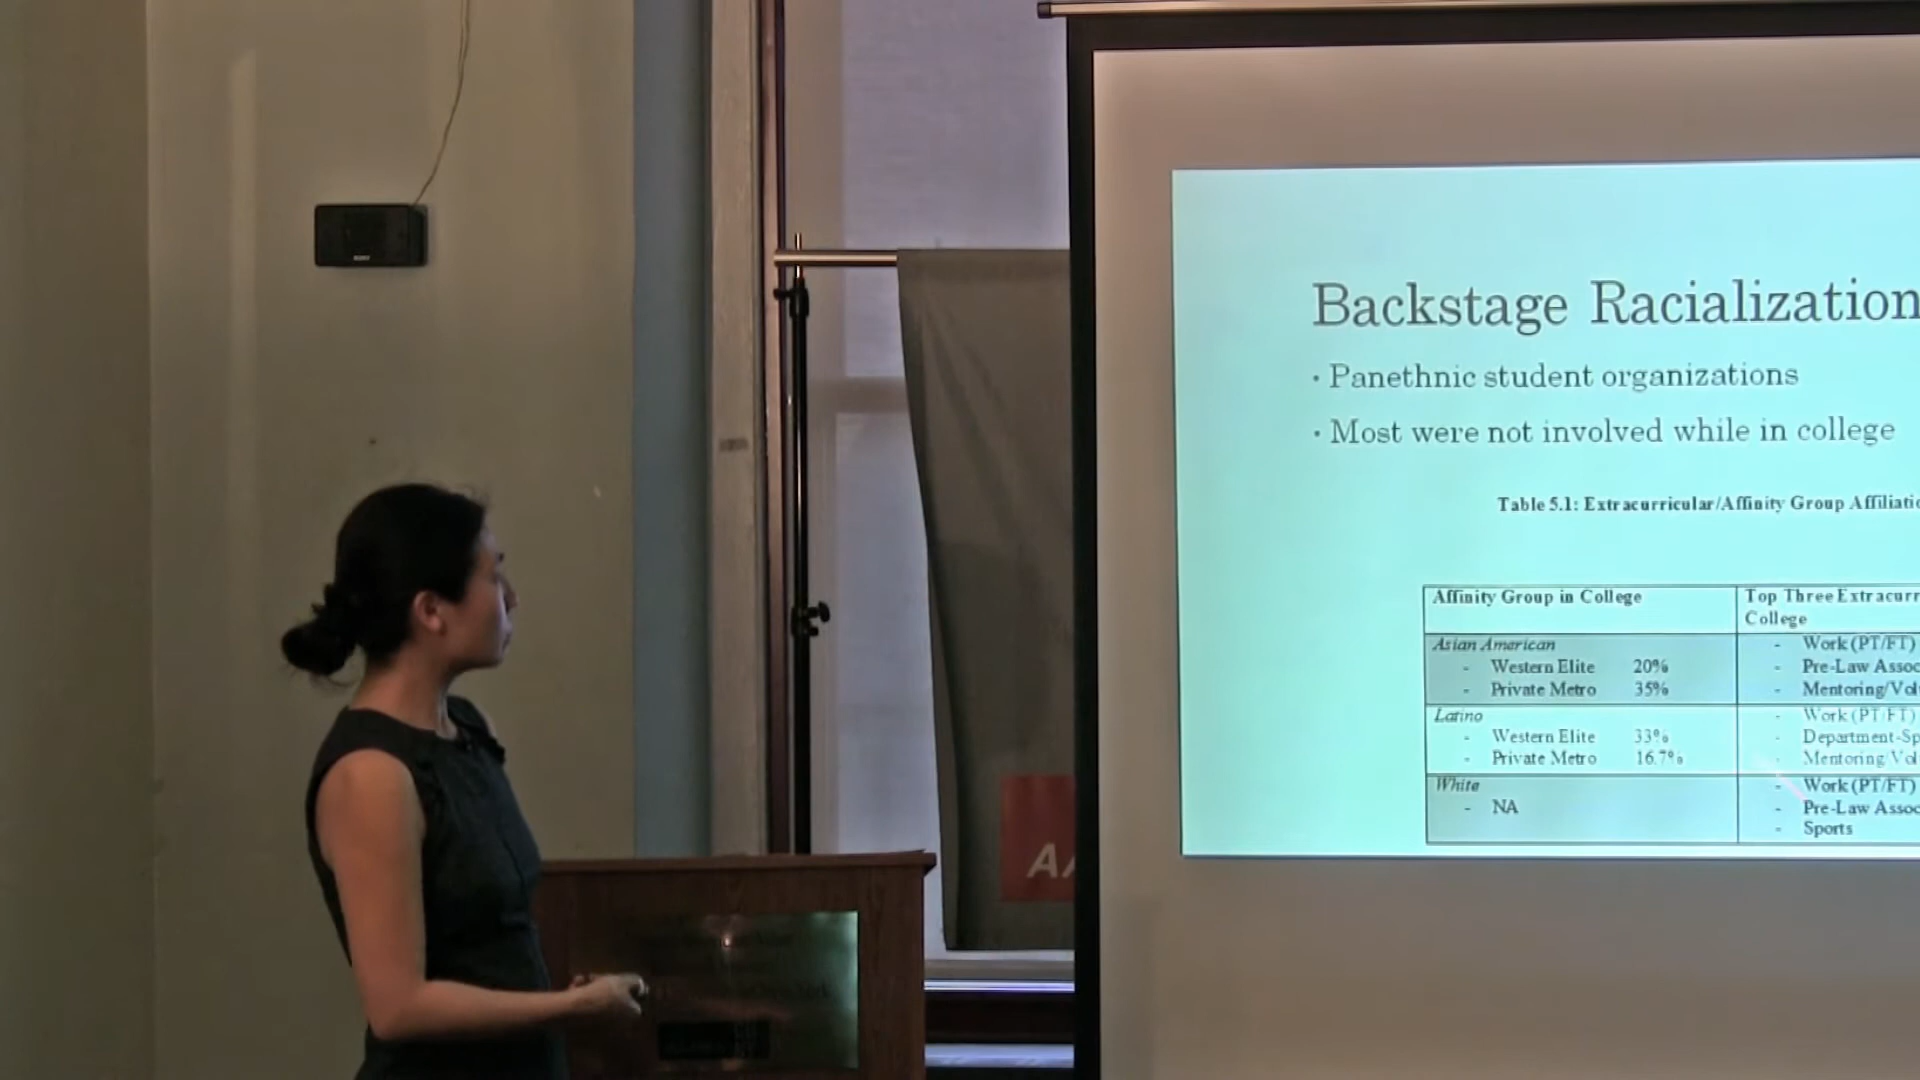 SONY
Backstage Racialization
· Panethnic student organizations
· Most were not involved while in college
Table 5.1: Extracurricular/Affinity Group Affiliatio
Affinity Group in College
Top Three Extracurr
College
Asian American
- Western Elite 20%
- Private Metro 35%
- Work (PT/FT)
- Pre-Law Assoc
- Mentoring/Vol
Latino
- Western Elite 33%
- Private Metro 16.7%
- Work (PT/FT)
- Department-Sp
- Mentoring/Vol
White
- NA
- Work (PT/FT)
- Pre-Law Assoc
- Sports
AA